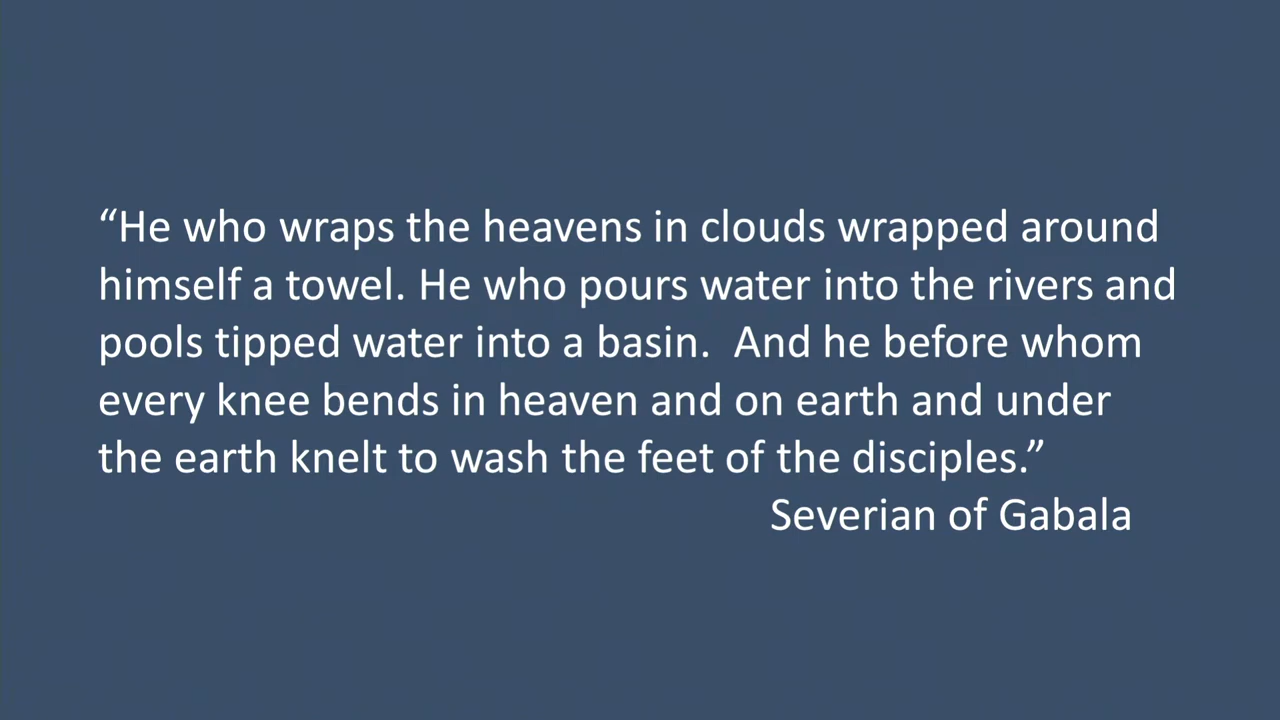 “He who wraps the heavens in clouds wrapped around
himself a towel. He who pours water into the rivers and
pools tipped water into a basin.  And he before whom
every knee bends in heaven and on earth and under
the earth knelt to wash the feet of the disciples.”
Severian of Gabala